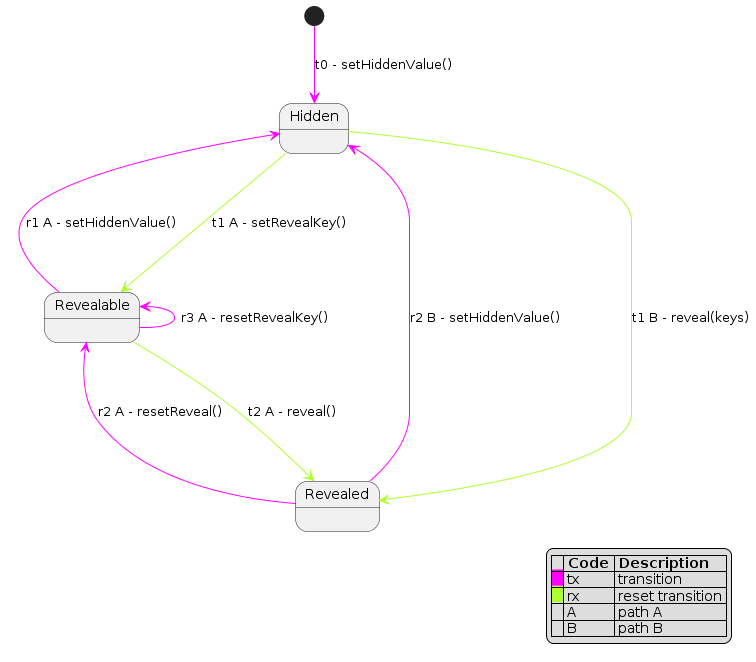 t0 - setHiddenValue()
Hidden
r1 A - setHiddenValue()
t1 A - setRevealKey()
Revealable
r3 A - resetRevealKey()
r2 B - setHiddenValue()
t1 B - reveal(keys)
r2 A - resetReveal()
t2 A - reveal()
Revealed
Code Description
tx transition
rx reset transition
A path A
B path B